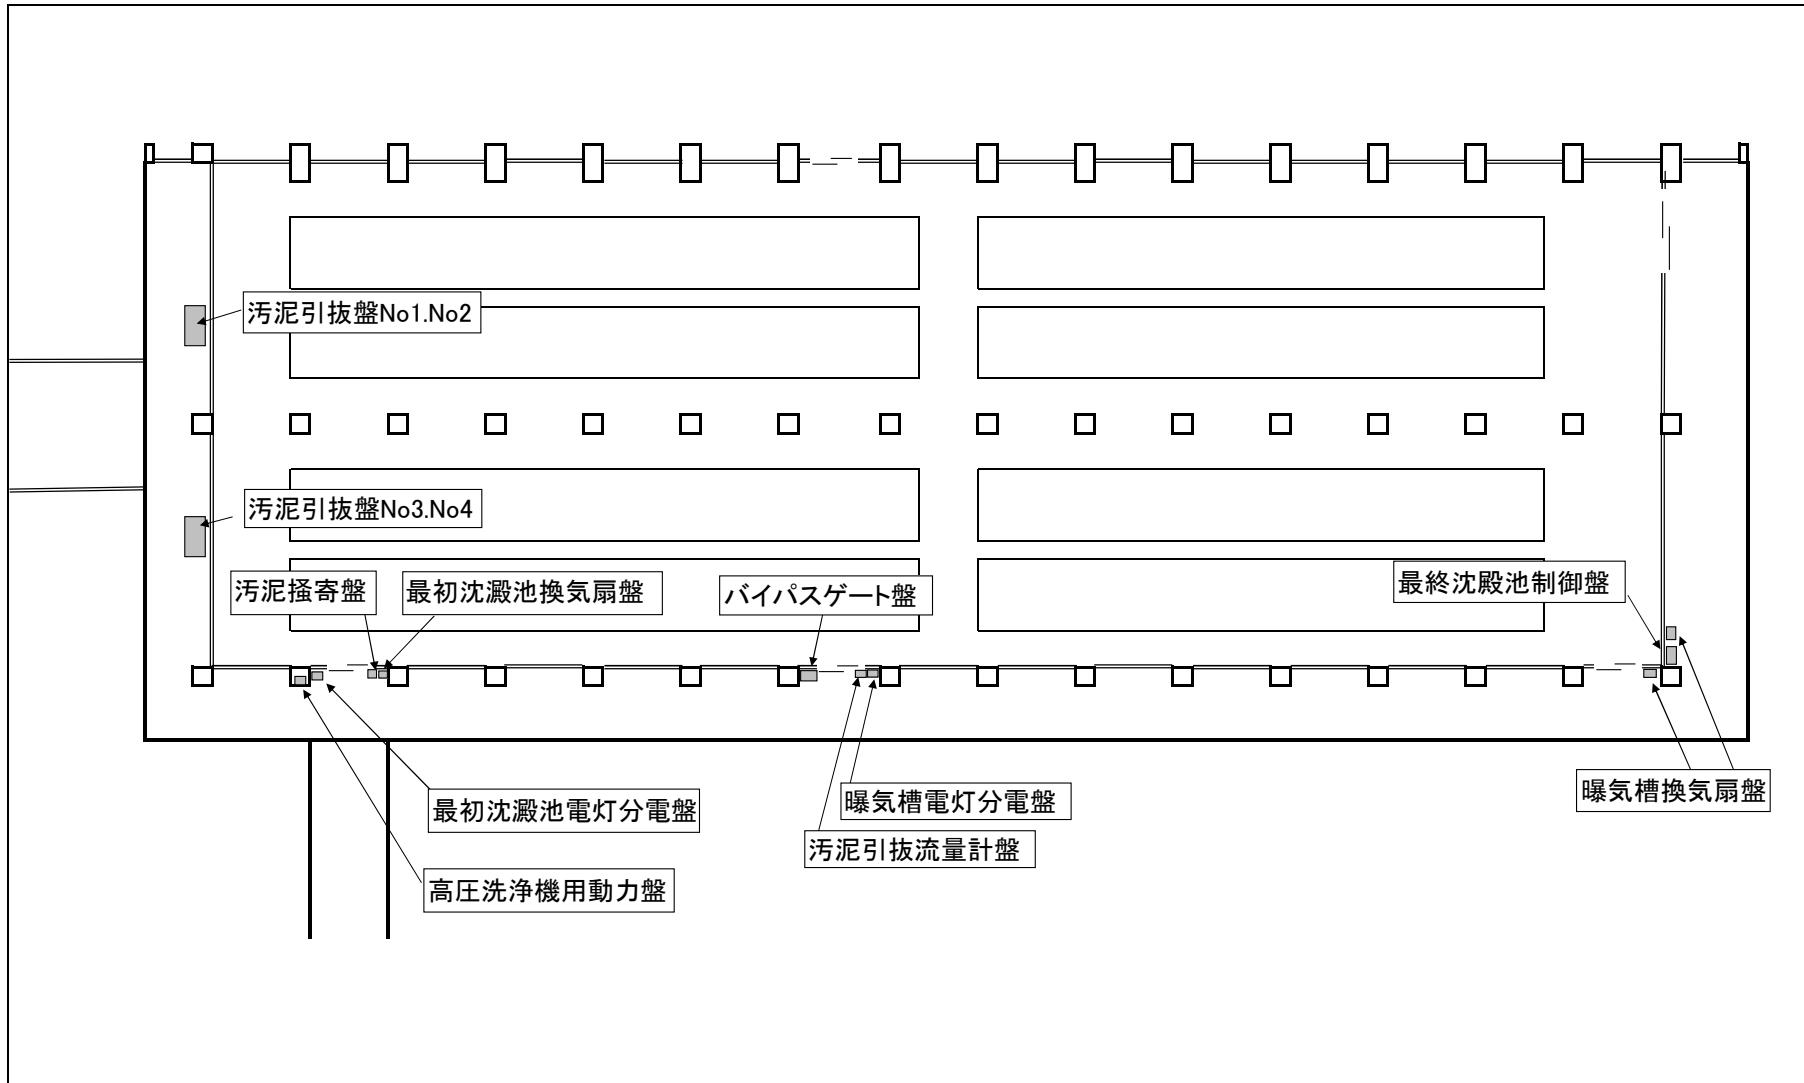 汚泥引抜盤No1.No2
汚泥引抜盤No3.No4
汚泥掻寄盤
最初沈澱池換気扇盤
バイパスゲート盤
最終沈殿池制御盤
最初沈澱池電灯分電盤
曝気槽電灯分電盤
曝気槽換気扇盤
汚泥引抜流量計盤
高圧洗浄機用動力盤